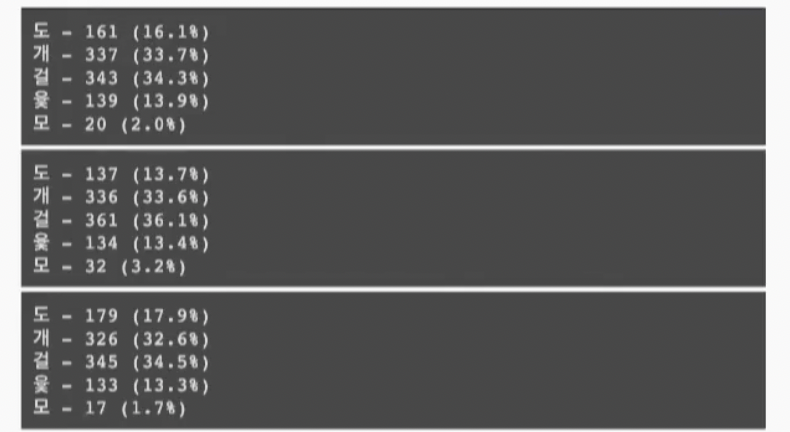 도 - 161 (16.1%)
개 - 337 (33.7%)
걸 - 343 (34.3%)
윷 - 139 (13.9%)
모 - 20 (2.0%)
도 - 137 (13.7%)
개 - 336 (33.6%)
걸 - 361 (36.1%)
윷 - 134 (13.4%)
모 - 32 (3.2%)
도 - 179 (17.9%)
개 - 326 (32.6%)
걸 - 345 (34.5%)
윷 - 133 (13.3%)
모 - 17 (1.7%)